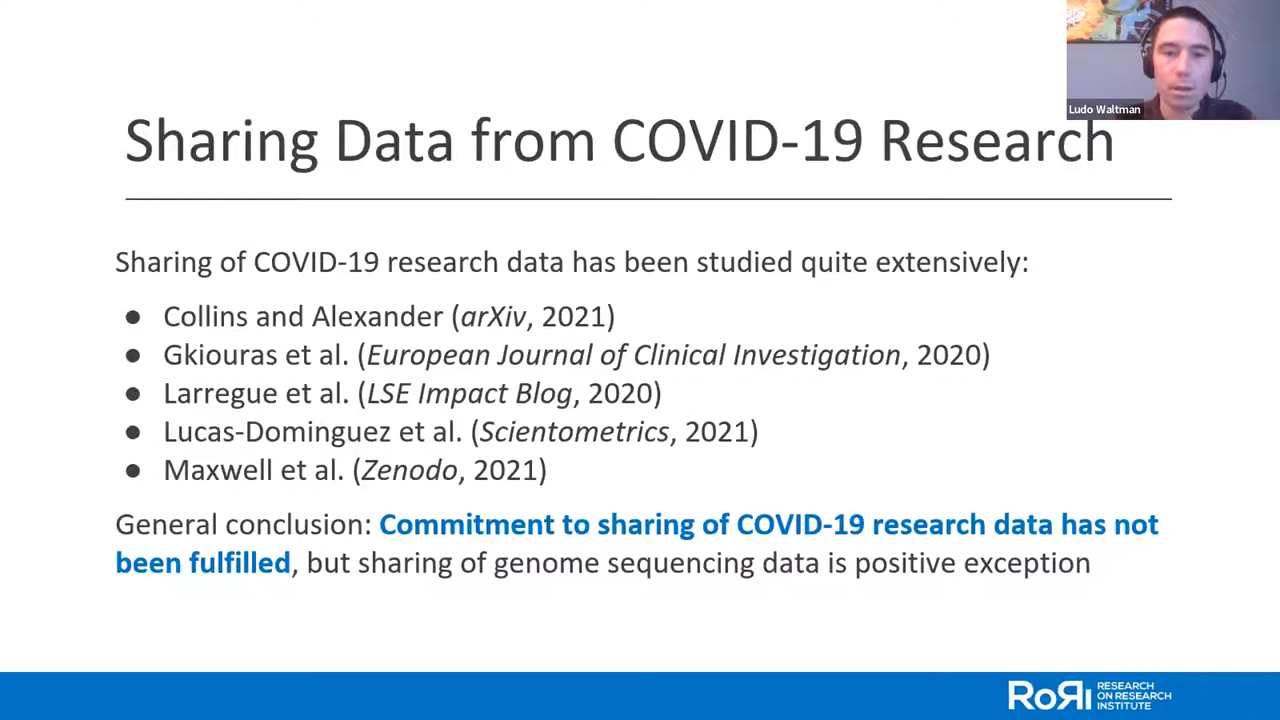 Ludo Waltman
Sharing Data from COVID-19 Research
Sharing of COVID-19 research data has been studied quite extensively:
● Collins and Alexander (arXiv, 2021)
● Gkiouras et al. (European Journal of Clinical Investigation, 2020)
● Larregue et al. (LSE Impact Blog, 2020)
● Lucas-Dominguez et al. (Scientometrics, 2021)
● Maxwell et al. (Zenodo, 2021)
General conclusion: Commitment to sharing of COVID-19 research data has not
been fulfilled, but sharing of genome sequencing data is positive exception
RoRI
RESEARCH
ON RESEARCH
INSTITUTE